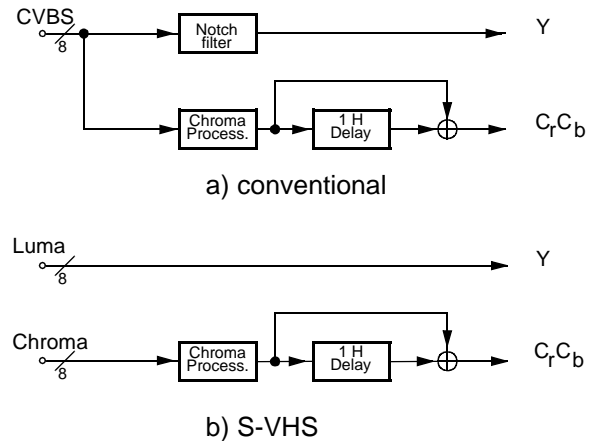 CVBS
8
Notch
filter
Y
Chroma
Process.
1 H
Delay
CrCb
a) conventional
Luma
8
Y
Chroma
8
Chroma
Process.
1 H
Delay
CrCb
b) S-VHS